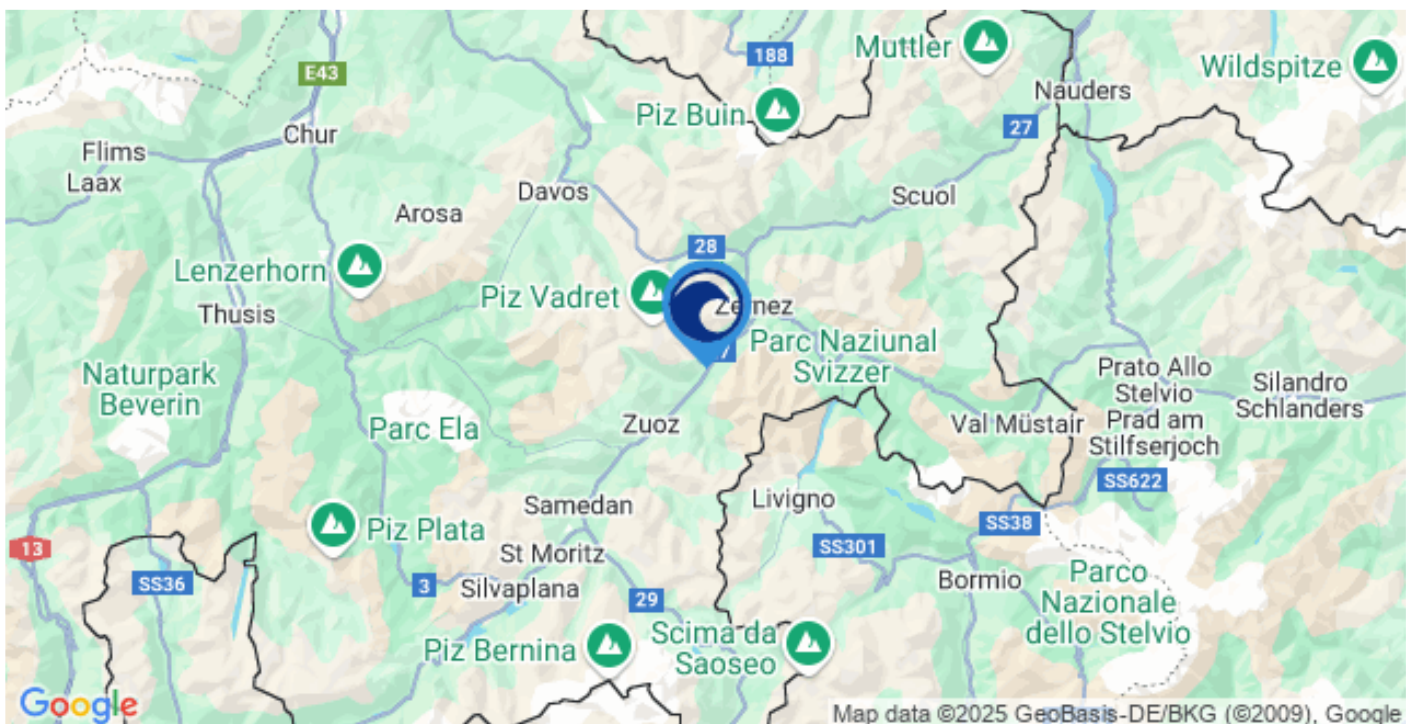 Muttler
188
Wildspitze
E43
Nauders
Piz Buin
27
Chur
Flims
Laax
Davos
Scuol
Arosa
28
Lenzerhorn
Piz Vadret
Zernez
Thusis
Parc Naziunal
Svizzer
Prato Allo
Stelvio
Prad am
Stilfserjoch
Silandro
Schlanders
Naturpark
Beverin
Parc Ela
Zuoz
Val Müstair
SS622
Livigno
Samedan
SS38
Piz Plata
13
St Moritz
SS301
SS36
3
Silvaplana
29
Bormio
Parco
Nazionale
dello Stelvio
Piz Bernina
Scima da
Saoseo
Google
Map data ©2025 GeoBasis-DE/BKG (©2009), Google